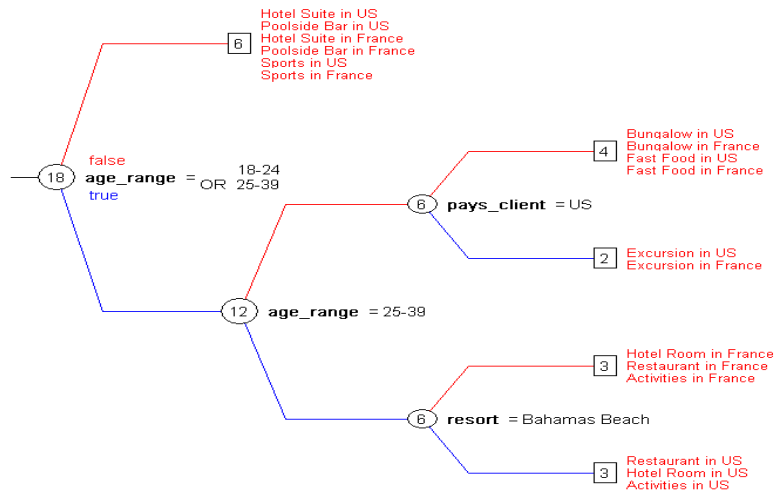 Hotel Suite in US
Poolside Bar in US
6
Hotel Suite in France
Poolside Bar in France
Sports in US
Sports in France
Bungalow in US
4
Bungalow in France
Fast Food in US
Fast Food in France
false
18
age_range = 18-24
OR 25-39
true
6
pays_client = US
2
Excursion in US
Excursion in France
12
age_range = 25-39
3
Hotel Room in France
Restaurant in France
Activities in France
6
resort = Bahamas Beach
3
Restaurant in US
Hotel Room in US
Activities in US